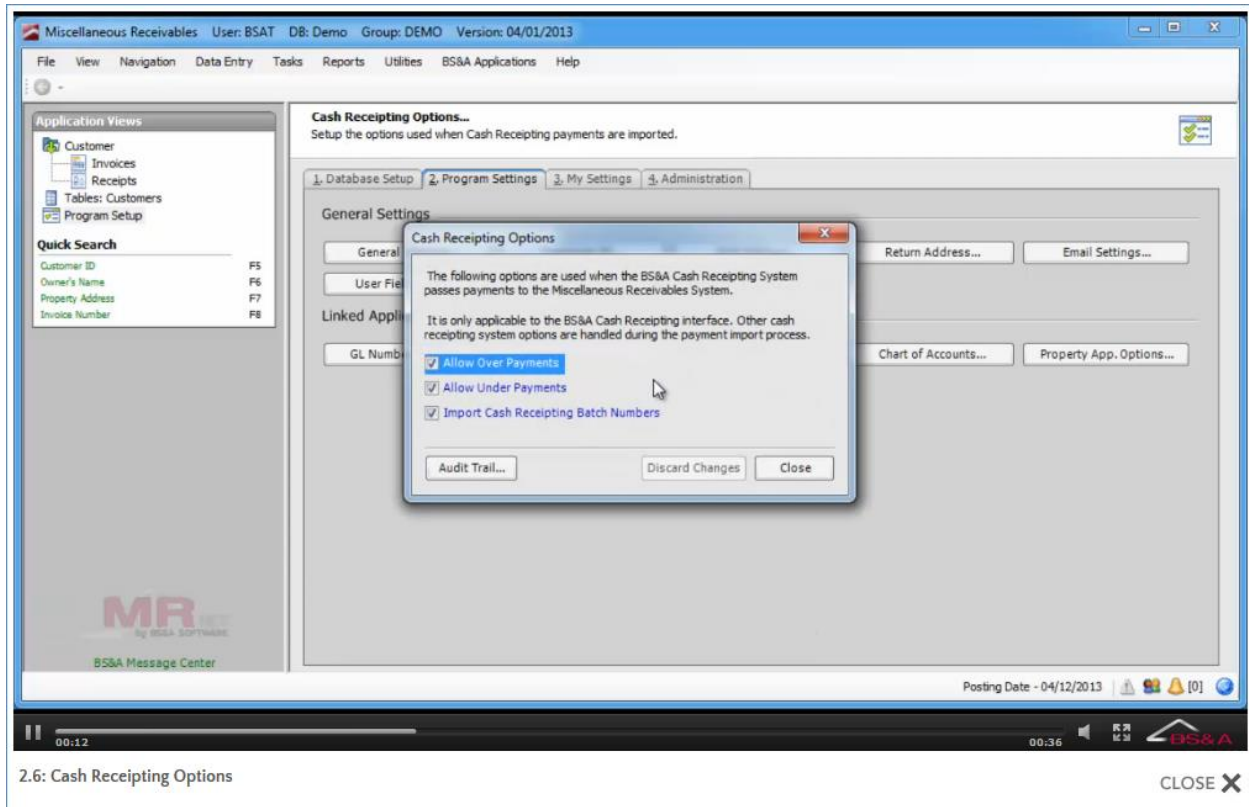 Miscellaneous Receivables User: BSAT DB: Demo Group: DEMO Version: 04/01/2013
File View Navigation Data Entry Tasks Reports Utilities BS&A Applications Help
Application Views
Customer
Invoices
Receipts
Tables: Customers
Program Setup
Quick Search
Customer ID F5
Owner's Name F6
Property Address F7
Invoice Number F8
MR.NET
by BS&A SOFTWARE
BS&A Message Center
Cash Receipting Options...
Setup the options used when Cash Receipting payments are imported.
1. Database Setup 2. Program Settings 3. My Settings 4. Administration
General Settings
General
Return Address... Email Settings...
User Fiel
Linked Appli
GL Numb
Chart of Accounts... Property App. Options...
Cash Receipting Options
The following options are used when the BS&A Cash Receipting System
passes payments to the Miscellaneous Receivables System.
It is only applicable to the BS&A Cash Receipting interface. Other cash
receipting system options are handled during the payment import process.
Allow Over Payments
Allow Under Payments
Import Cash Receipting Batch Numbers
Audit Trail... Discard Changes Close
Posting Date - 04/12/2013 [0]
00:12 00:36 BS&A
2.6: Cash Receipting Options
CLOSE X